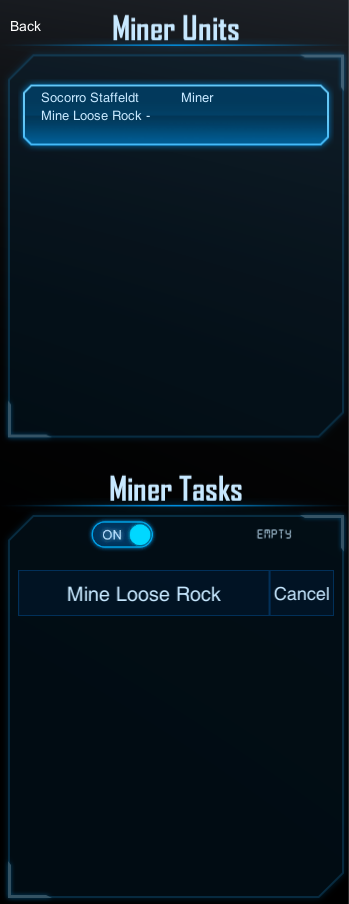 Back
Miner Units
Socorro Staffeldt Miner
Mine Loose Rock -
Miner Tasks
ON
EMPTY
Mine Loose Rock
Cancel